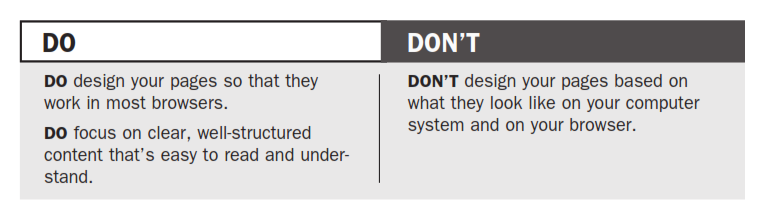 DO
DO design your pages so that they
work in most browsers.
DO focus on clear, well-structured
content that’s easy to read and under-
stand.
DON’T
DON’T design your pages based on
what they look like on your computer
system and on your browser.